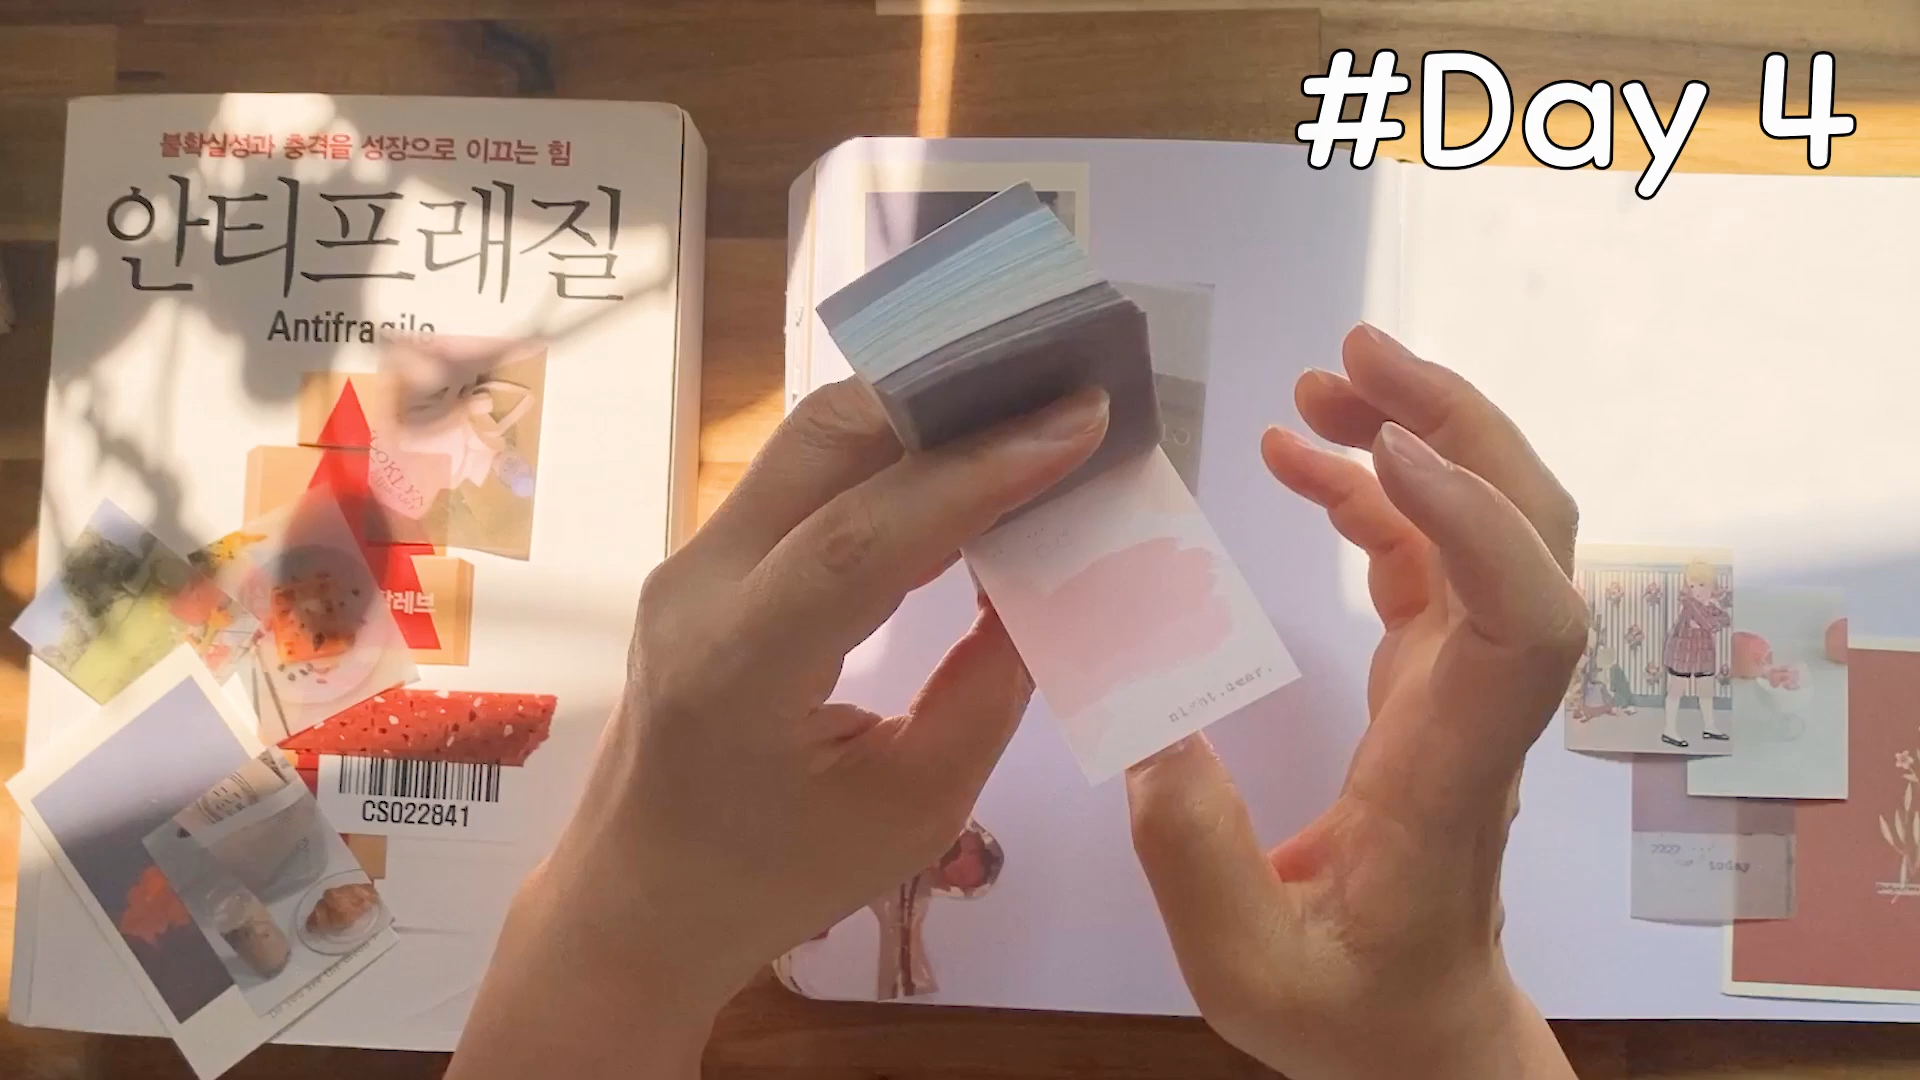 #Day 4
불확실성과 충격을 성장으로 이끄는 힘
안티프래질
Antifragile
CS022841
night.dear.
today